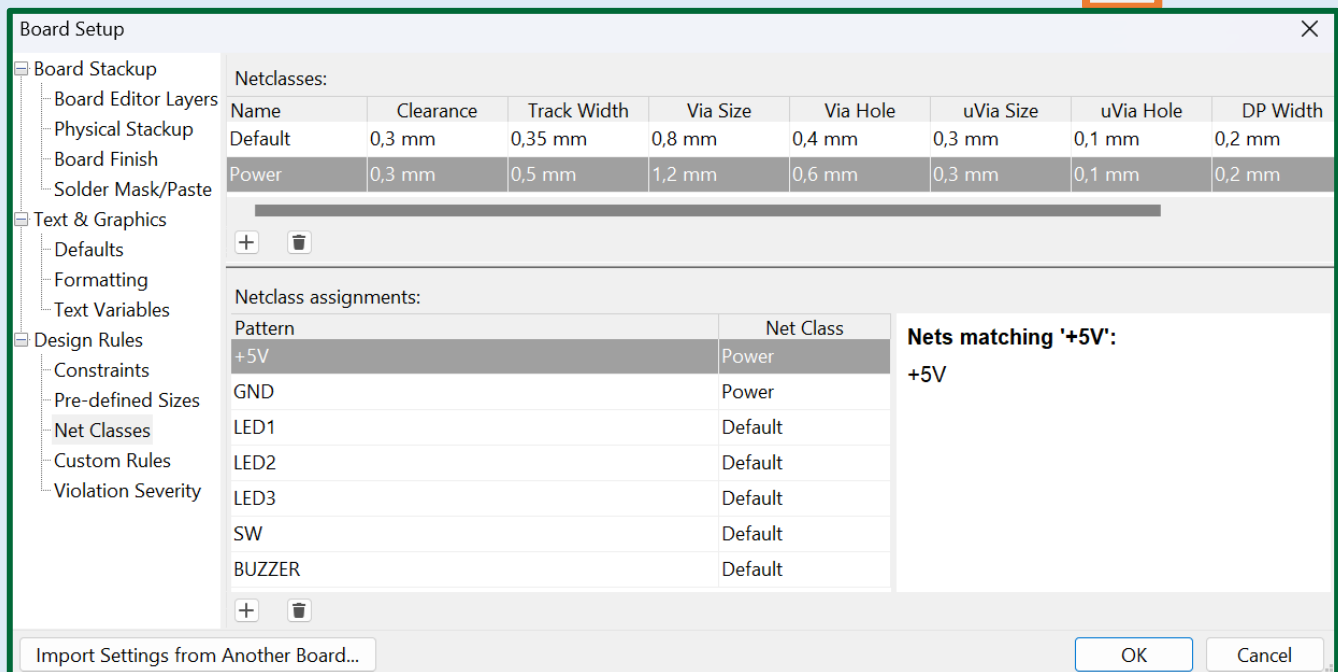 Board Setup
Board Stackup
Board Editor Layers
Physical Stackup
Board Finish
Solder Mask/Paste
Text & Graphics
Defaults
Formatting
Text Variables
Design Rules
Constraints
Pre-defined Sizes
Net Classes
Custom Rules
Violation Severity
Netclasses:
Name Clearance Track Width Via Size Via Hole uVia Size uVia Hole DP Width
Default 0,3 mm 0,35 mm 0,8 mm 0,4 mm 0,3 mm 0,1 mm 0,2 mm
Power 0,3 mm 0,5 mm 1,2 mm 0,6 mm 0,3 mm 0,1 mm 0,2 mm
Netclass assignments:
Pattern Net Class
+5V Power
GND Power
LED1 Default
LED2 Default
LED3 Default
SW Default
BUZZER Default
Nets matching '+5V':
+5V
Import Settings from Another Board...
OK Cancel